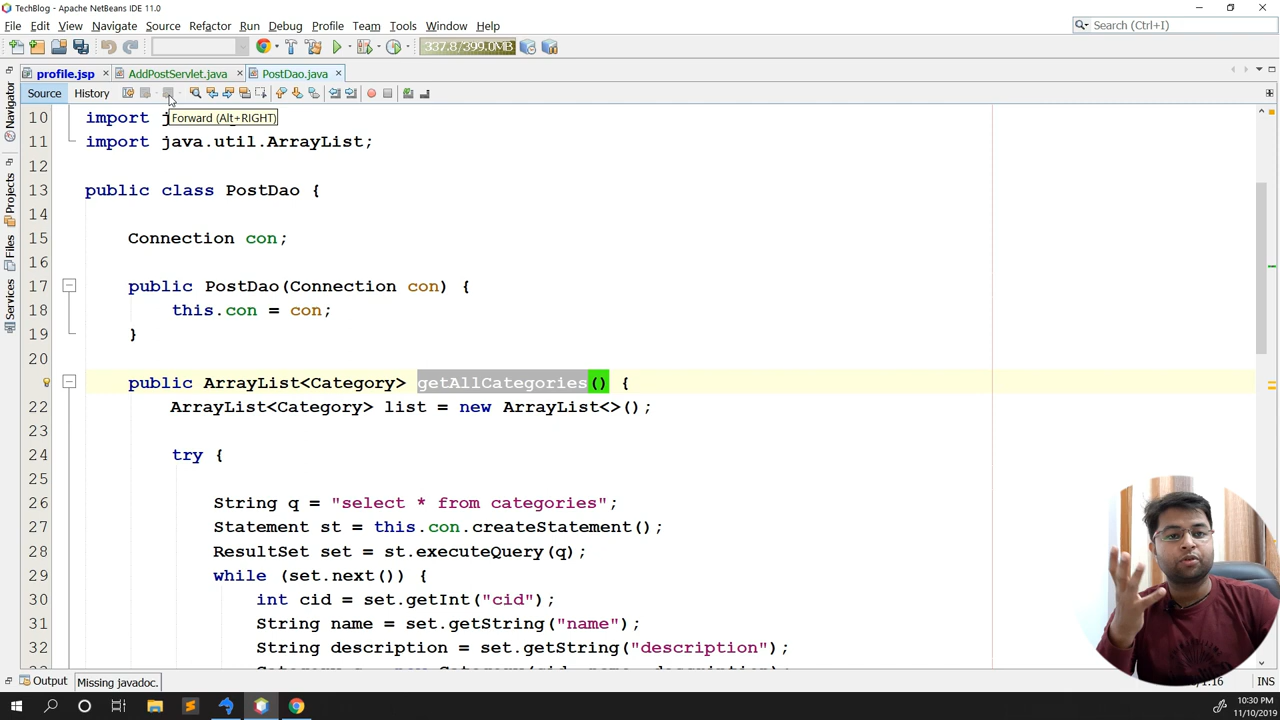 TechBlog - Apache NetBeans IDE 11.0
File Edit View Navigate Source Refactor Run Debug Profile Team Tools Window Help
Search (Ctrl+I)
337.8/399.0MB
profile.jsp AddPostServlet.java PostDao.java
Source History
Forward (Alt+RIGHT)
Navigator
Projects
Files
Services
10 import j
11 import java.util.ArrayList;
12
13 public class PostDao {
14
15 Connection con;
16
17 public PostDao(Connection con) {
18 this.con = con;
19 }
20
public ArrayList<Category> getAllCategories() {
22 ArrayList<Category> list = new ArrayList<>();
23
24 try {
25
26 String q = "select * from categories";
27 Statement st = this.con.createStatement();
28 ResultSet set = st.executeQuery(q);
29 while (set.next()) {
30 int cid = set.getInt("cid");
31 String name = set.getString("name");
32 String description = set.getString("description");
Output
Missing javadoc.
1:16
INS
10:30 PM
11/10/2019